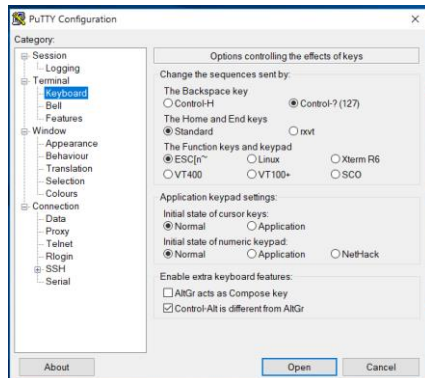 PuTTY Configuration
Category:
Session
Logging
Terminal
Keyboard
Bell
Features
Window
Appearance
Behaviour
Translation
Selection
Colours
Connection
Data
Proxy
Telnet
Rlogin
SSH
Serial
Options controlling the effects of keys
Change the sequences sent by:
The Backspace key
Control-H Control-? (127)
The Home and End keys
Standard rxvt
The Function keys and keypad
ESC[n~ Linux Xterm R6
VT400 VT100+ SCO
Application keypad settings:
Initial state of cursor keys:
Normal Application
Initial state of numeric keypad:
Normal Application NetHack
Enable extra keyboard features:
AltGr acts as Compose key
Control-Alt is different from AltGr
About Open Cancel